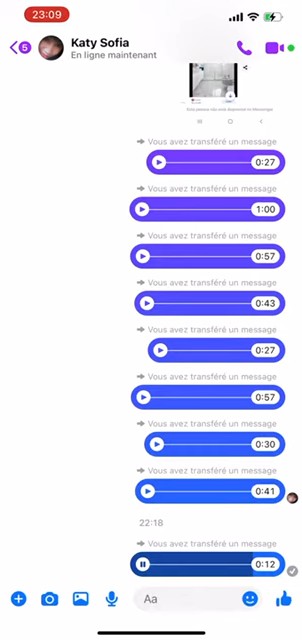 23:09
5
Katy Sofia
En ligne maintenant
Vous avez transféré un message
0:27
Vous avez transféré un message
1:00
Vous avez transféré un message
0:57
Vous avez transféré un message
0:43
Vous avez transféré un message
0:27
Vous avez transféré un message
0:57
Vous avez transféré un message
0:30
Vous avez transféré un message
0:41
22:18
Vous avez transféré un message
0:12
Aa